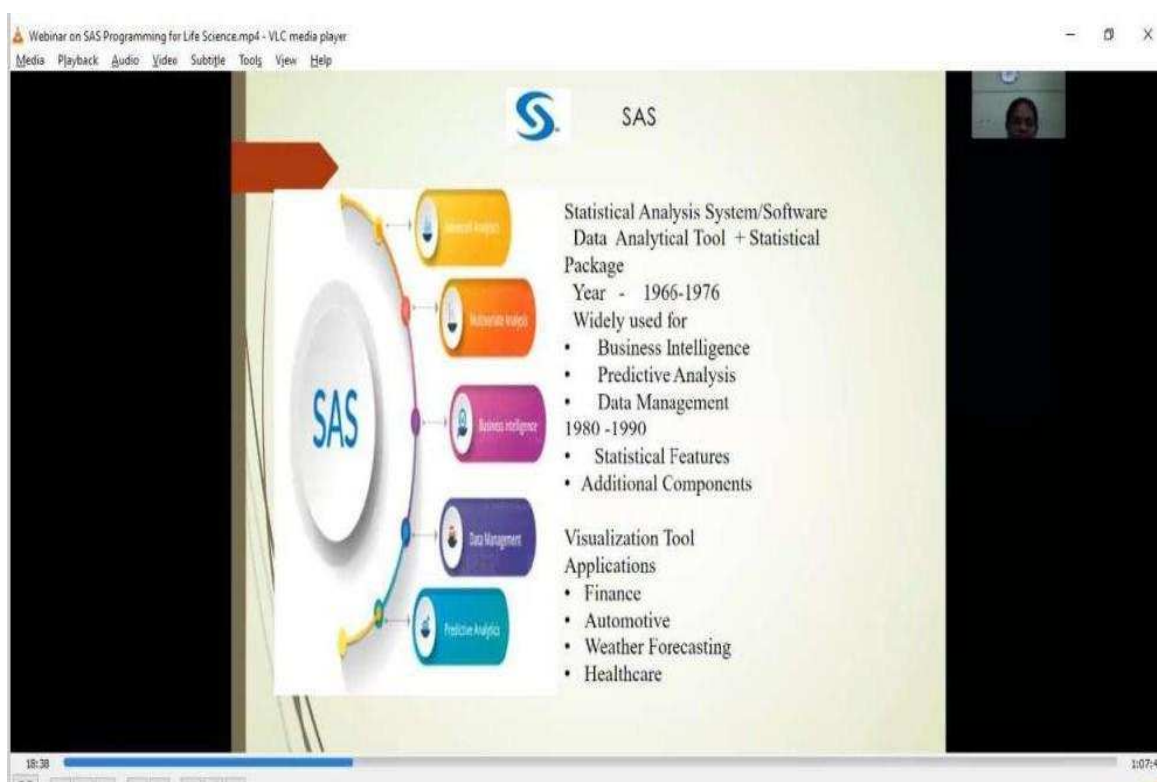 Webinar on SAS Programming for Life Science.mp4 - VLC media player
Media Playback Audio Video Subtitle Tools View Help
SAS
Advanced Analytics
Multivariate Analysis
SAS
Business intelligence
Data Management
Predictive Analytics
Statistical Analysis System/Software
Data Analytical Tool + Statistical
Package
Year - 1966-1976
Widely used for
• Business Intelligence
• Predictive Analysis
• Data Management
1980 -1990
• Statistical Features
• Additional Components
Visualization Tool
Applications
• Finance
• Automotive
• Weather Forecasting
• Healthcare
18:38